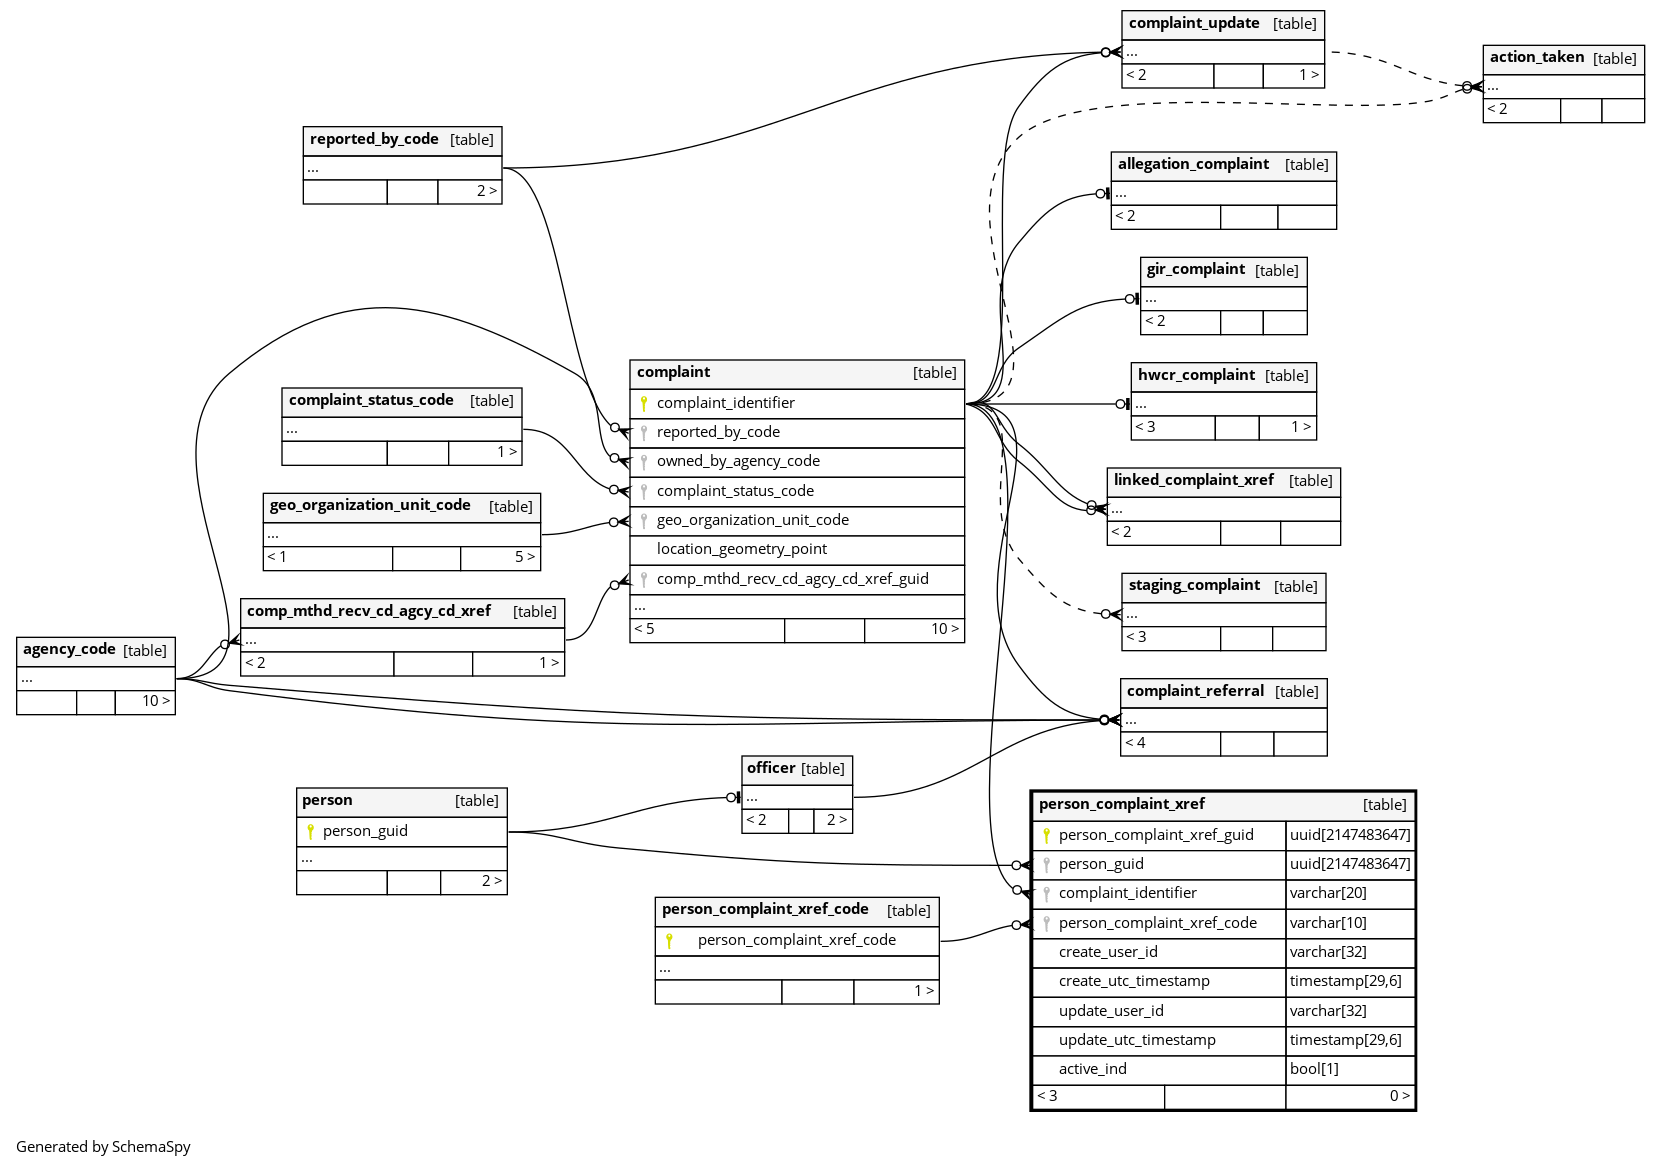 complaint_update [table]
...
< 2 1 >
action_taken [table]
...
< 2
reported_by_code [table]
...
2 >
allegation_complaint [table]
...
< 2
gir_complaint [table]
...
< 2
complaint [table]
complaint_identifier
reported_by_code
owned_by_agency_code
complaint_status_code
geo_organization_unit_code
location_geometry_point
comp_mthd_recv_cd_agcy_cd_xref_guid
...
< 5 10 >
hwcr_complaint [table]
...
< 3 1 >
complaint_status_code [table]
...
1 >
linked_complaint_xref [table]
...
< 2
geo_organization_unit_code [table]
...
< 1 5 >
staging_complaint [table]
...
< 3
comp_mthd_recv_cd_agcy_cd_xref [table]
...
< 2 1 >
agency_code [table]
...
10 >
complaint_referral [table]
...
< 4
officer [table]
...
< 2 2 >
person [table]
person_guid
...
2 >
person_complaint_xref [table]
person_complaint_xref_guid uuid[2147483647]
person_guid uuid[2147483647]
complaint_identifier varchar[20]
person_complaint_xref_code varchar[10]
create_user_id varchar[32]
create_utc_timestamp timestamp[29,6]
update_user_id varchar[32]
update_utc_timestamp timestamp[29,6]
active_ind bool[1]
< 3 0 >
person_complaint_xref_code [table]
person_complaint_xref_code
...
1 >
Generated by SchemaSpy